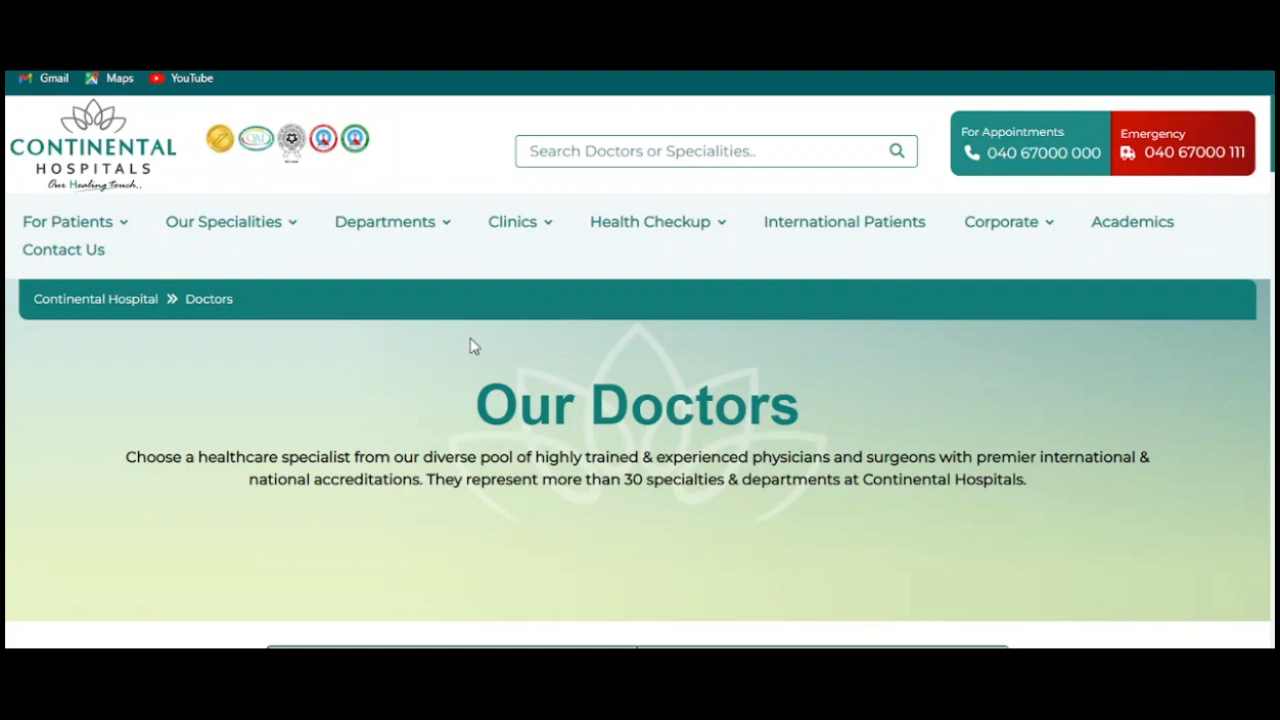 Gmail Maps YouTube
CONTINENTAL
HOSPITALS
Our Healing touch..
QAI
Search Doctors or Specialities..
For Appointments
040 67000 000
Emergency
040 67000 111
For Patients Our Specialities Departments Clinics Health Checkup International Patients Corporate Academics
Contact Us
Continental Hospital » Doctors
Our Doctors
Choose a healthcare specialist from our diverse pool of highly trained & experienced physicians and surgeons with premier international &
national accreditations. They represent more than 30 specialties & departments at Continental Hospitals.